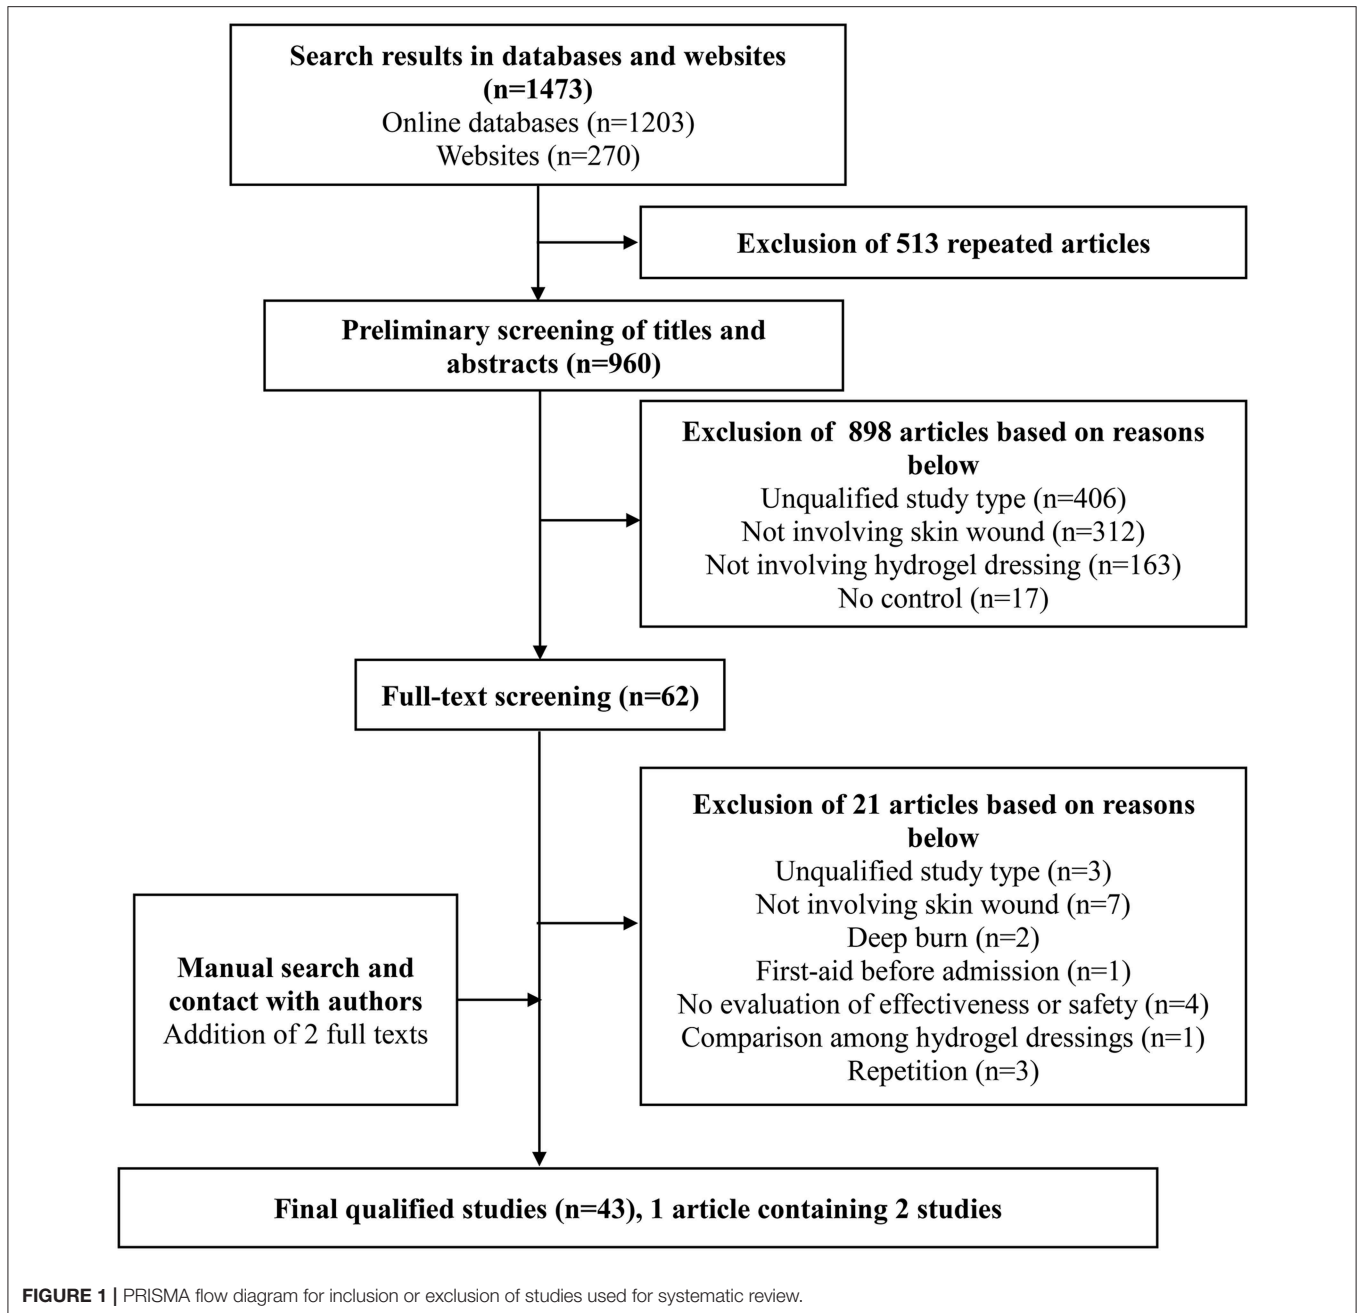 Search results in databases and websites
(n=1473)
Online databases (n=1203)
Websites (n=270)
Exclusion of 513 repeated articles
Preliminary screening of titles and
abstracts (n=960)
Exclusion of 898 articles based on reasons
below
Unqualified study type (n=406)
Not involving skin wound (n=312)
Not involving hydrogel dressing (n=163)
No control (n=17)
Full-text screening (n=62)
Exclusion of 21 articles based on reasons
below
Unqualified study type (n=3)
Not involving skin wound (n=7)
Deep burn (n=2)
First-aid before admission (n=1)
No evaluation of effectiveness or safety (n=4)
Comparison among hydrogel dressings (n=1)
Repetition (n=3)
Manual search and
contact with authors
Addition of 2 full texts
Final qualified studies (n=43), 1 article containing 2 studies
FIGURE 1 | PRISMA flow diagram for inclusion or exclusion of studies used for systematic review.